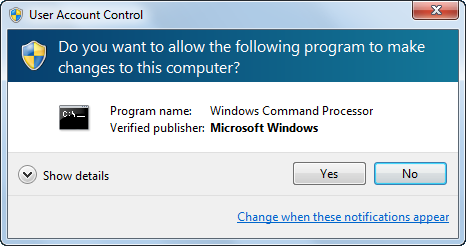 User Account Control
Do you want to allow the following program to make
changes to this computer?
C:\.
Program name: Windows Command Processor
Verified publisher: Microsoft Windows
Show details
Yes
No
Change when these notifications appear